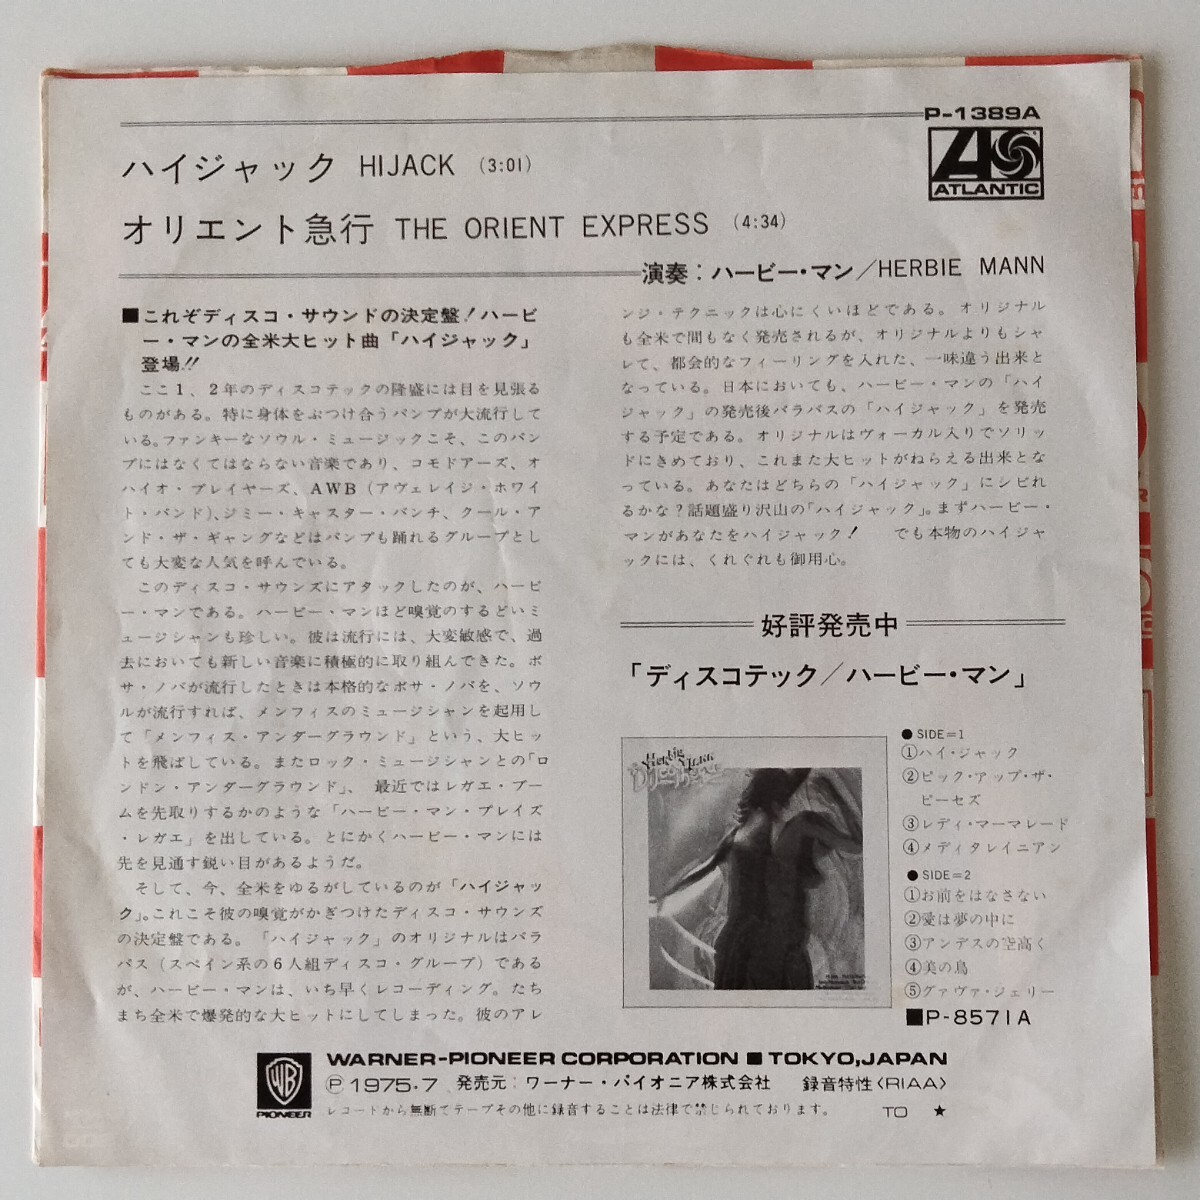 P-1389A
ATLANTIC
ハイジャック HIJACK (3:01)
オリエント急行 THE ORIENT EXPRESS (4:34)
演奏:ハービー・マン/HERBIE MANN
■これぞディスコ・サウンドの決定盤!ハービ
ー・マンの全米大ヒット曲「ハイジャック」
登場!!
ここ1、2年のディスコテックの隆盛には目を見張る
ものがある。特に身体をぶつけ合うバンプが大流行して
いる。ファンキーなソウル・ミュージックこそ、このバン
プにはなくてはならない音楽であり、コモドアーズ、オ
ハイオ・プレイヤーズ、AWB(アヴェレイジ・ホワイ
ト・バンド)、ジミー・キャスター・バンチ、クール・ア
ンド・ザ・ギャングなどはバンプも踊れるグループとし
ても大変な人気を呼んでいる。
このディスコ・サウンズにアタックしたのが、ハービ
ー・マンである。ハービー・マンほど嗅覚のするどいミ
ュージシャンも珍しい。彼は流行には、大変敏感で、過
去においても新しい音楽に積極的に取り組んできた。ボ
サ・ノバが流行したときは本格的なボサ・ノバを、ソウ
ルが流行すれば、メンフィスのミュージシャンを起用し
て「メンフィス・アンダーグラウンド」という、大ヒッ
トを飛ばしている。またロック・ミュージシャンとの「ロ
ンドン・アンダーグラウンド」、最近ではレガエ・ブー
ムを先取りするかのような「ハービー・マン・プレイズ
・レガエ」を出している。とにかくハービー・マンには
先を見通す鋭い目があるようだ。
そして、今、全米をゆるがしているのが「ハイジャッ
ク」。これこそ彼の嗅覚がかぎつけたディスコ・サウンズ
の決定盤である。「ハイジャック」のオリジナルはバラ
バス(スペイン系の6人組ディスコ・グループ)である
が、ハービー・マンは、いち早くレコーディング。たち
まち全米で爆発的な大ヒットにしてしまった。彼のアレ
ンジ・テクニックは心にくいほどである。オリジナル
も全米で間もなく発売されるが、オリジナルよりもシャ
レて、都会的なフィーリングを入れた、一味違う出来と
なっている。日本においても、ハービー・マンの「ハイ
ジャック」の発売後バラバスの「ハイジャック」を発売
する予定である。オリジナルはヴォーカル入りでソリッ
ドにきめており、これまた大ヒットがねらえる出来とな
っている。あなたはどちらの「ハイジャック」にシビれ
るかな?話題盛り沢山の「ハイジャック」。まずハービー・
マンがあなたをハイジャック! でも本物のハイジャ
ックには、くれぐれも御用心。
好評発売中
「ディスコテック/ハービー・マン」
Herbie Mann
Discothèque
●SIDE=1
①ハイ・ジャック
②ピック・アップ・ザ・
ピーセズ
③レディ・マーマレード
④メディタレイニアン
●SIDE=2
①お前をはなさない
②愛は夢の中に
③アンデスの空高く
④美の鳥
⑤グァヴァ・ジェリー
■P-8571A
WB
PIONEER
WARNER-PIONEER CORPORATION ■ TOKYO,JAPAN
Ⓟ1975・7 発売元:ワーナー・パイオニア株式会社 録音特性〈RIAA〉
レコードから無断でテープその他に録音することは法律で禁じられております。 TO ★